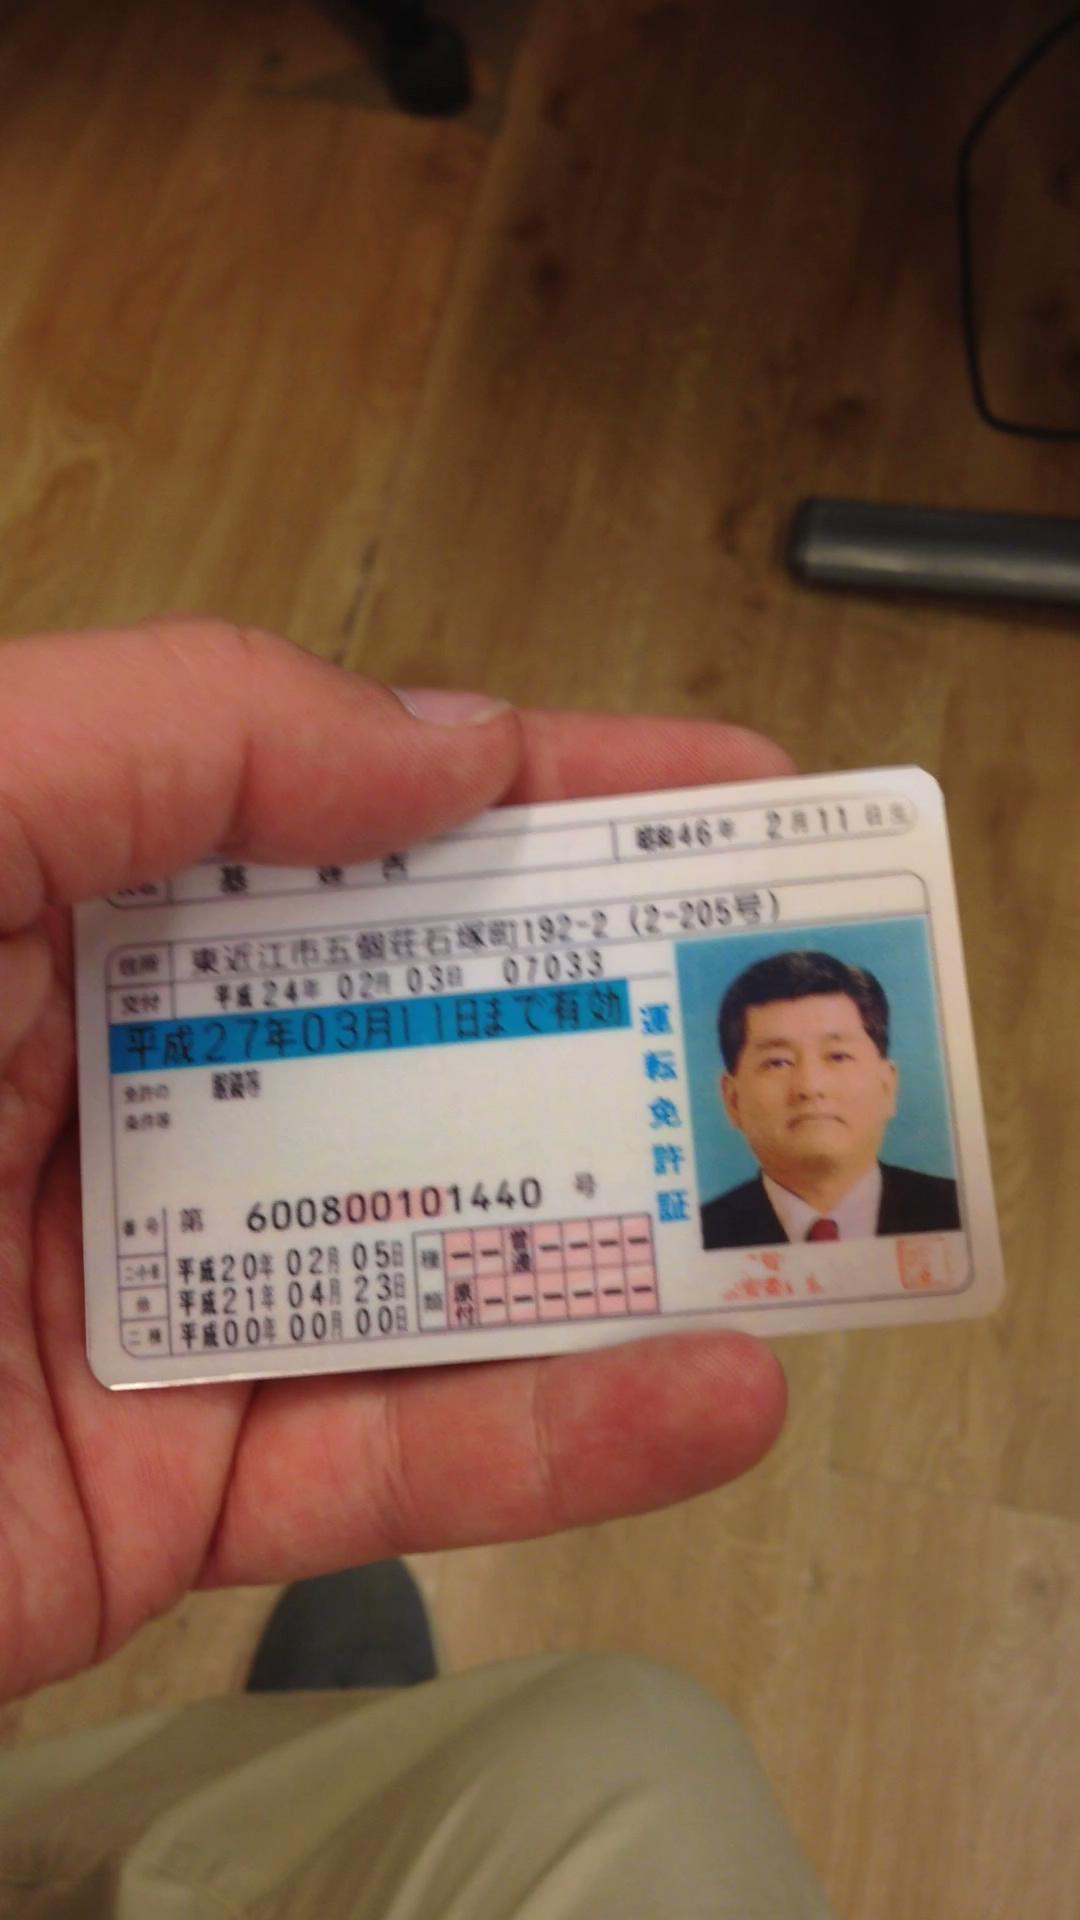 昭和46年 2月11日生
住所 東近江市五個荘石塚町192-2 (2-205号)
交付 平成24年 02月 03日 07033
平成27年03月11日まで有効
免許の 眼鏡等
条件等
運転免許証
番号 第 600800101440 号
二・小・原 平成20年 02月 05日
他 平成21年 04月 23日
二種 平成00年 00月 00日
種類 普通
原付